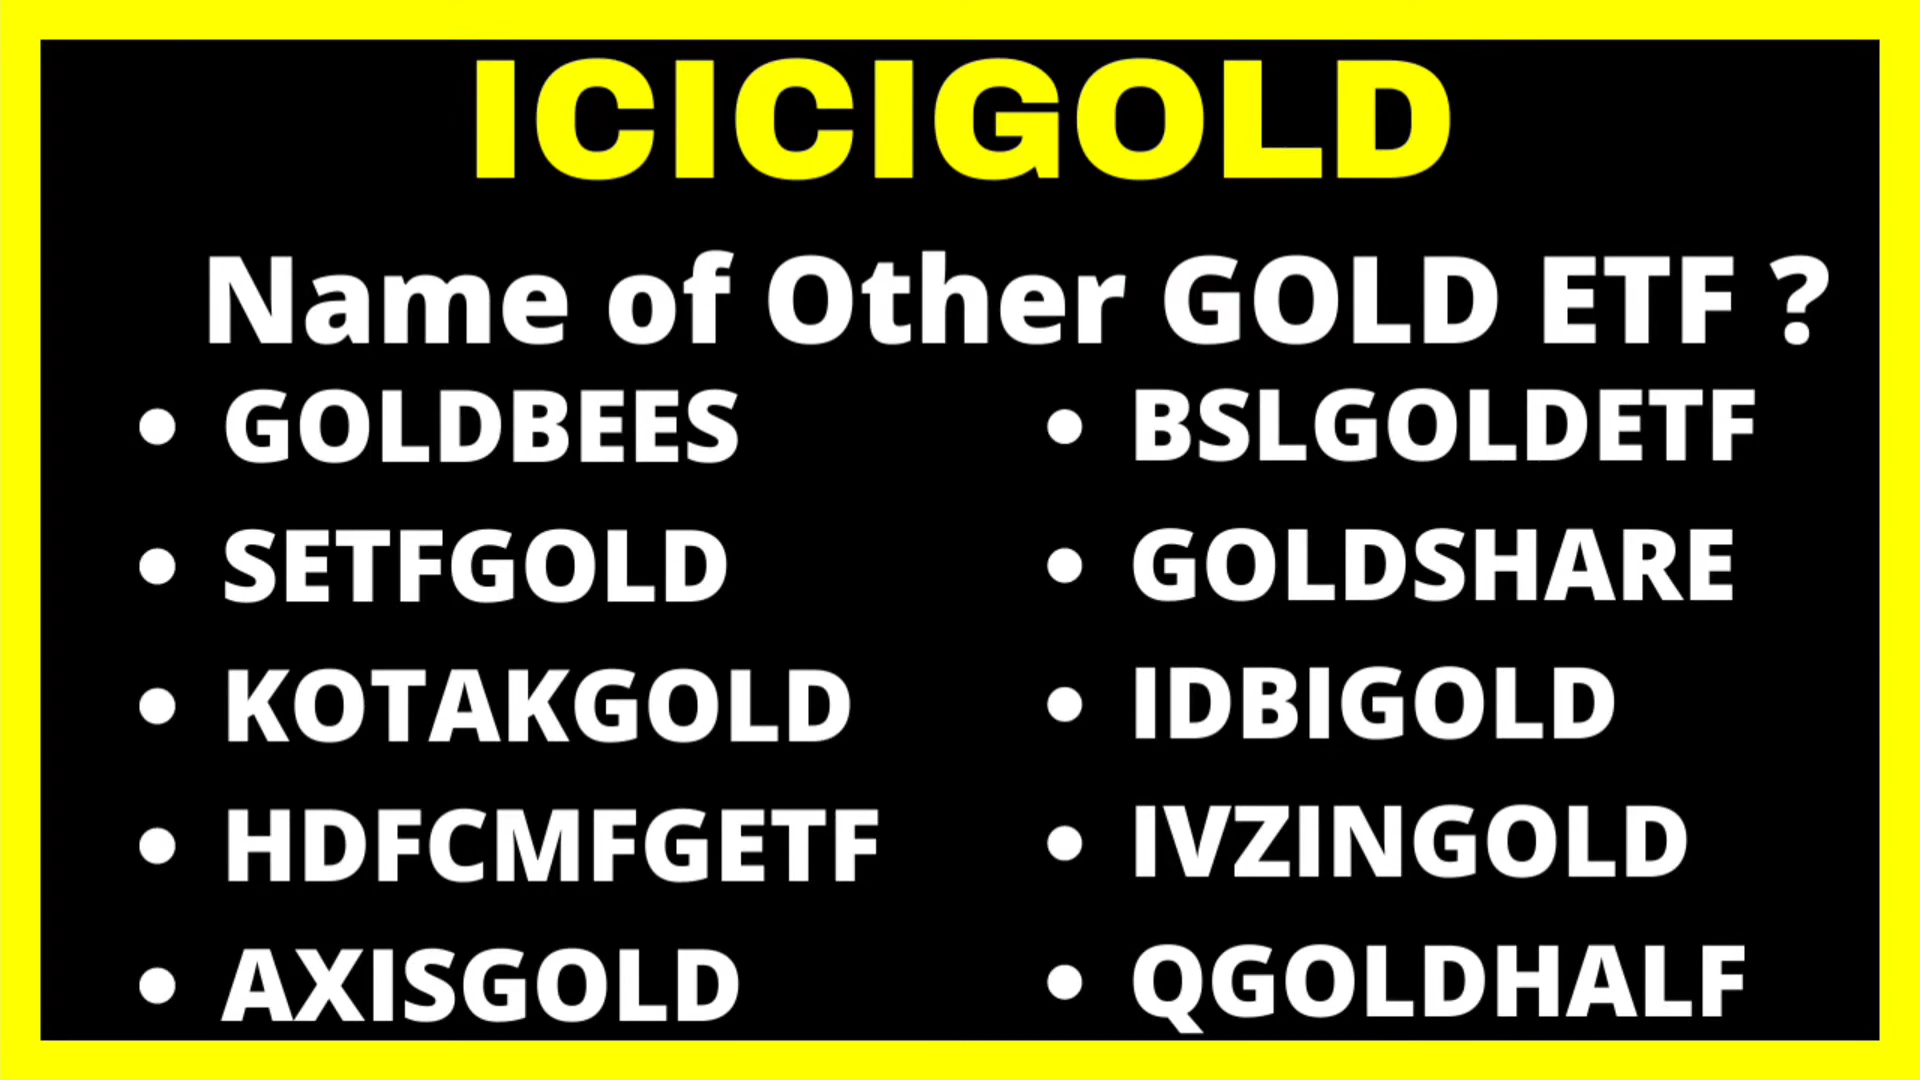 ICICIGOLD
Name of Other GOLD ETF ?
• GOLDBEES
• SETFGOLD
• KOTAKGOLD
• HDFCMFGETF
• AXISGOLD
• BSLGOLDETF
• GOLDSHARE
• IDBIGOLD
• IVZINGOLD
• QGOLDHALF